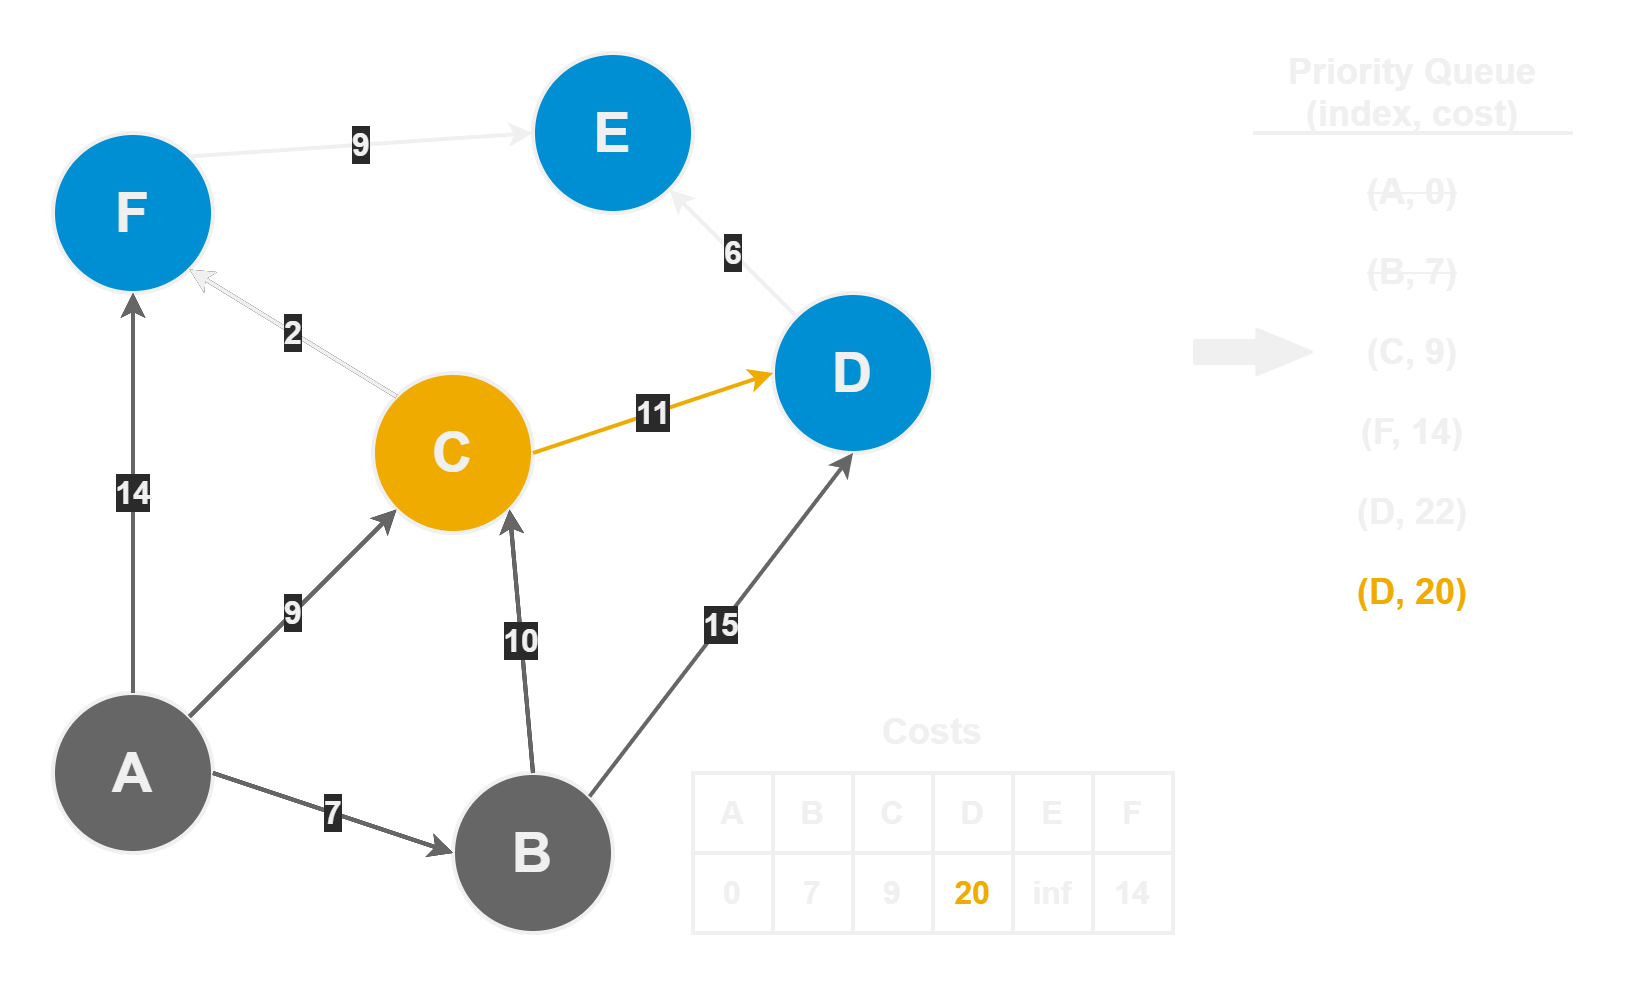 Priority Queue
(index, cost)
(A, 0)
(B, 7)
(C, 9)
(F, 14)
(D, 22)
(D, 20)
E
9
F
6
2
D
11
C
14
9
15
10
A
7
B
Costs
A B C D E F
0 7 9 20 inf 14